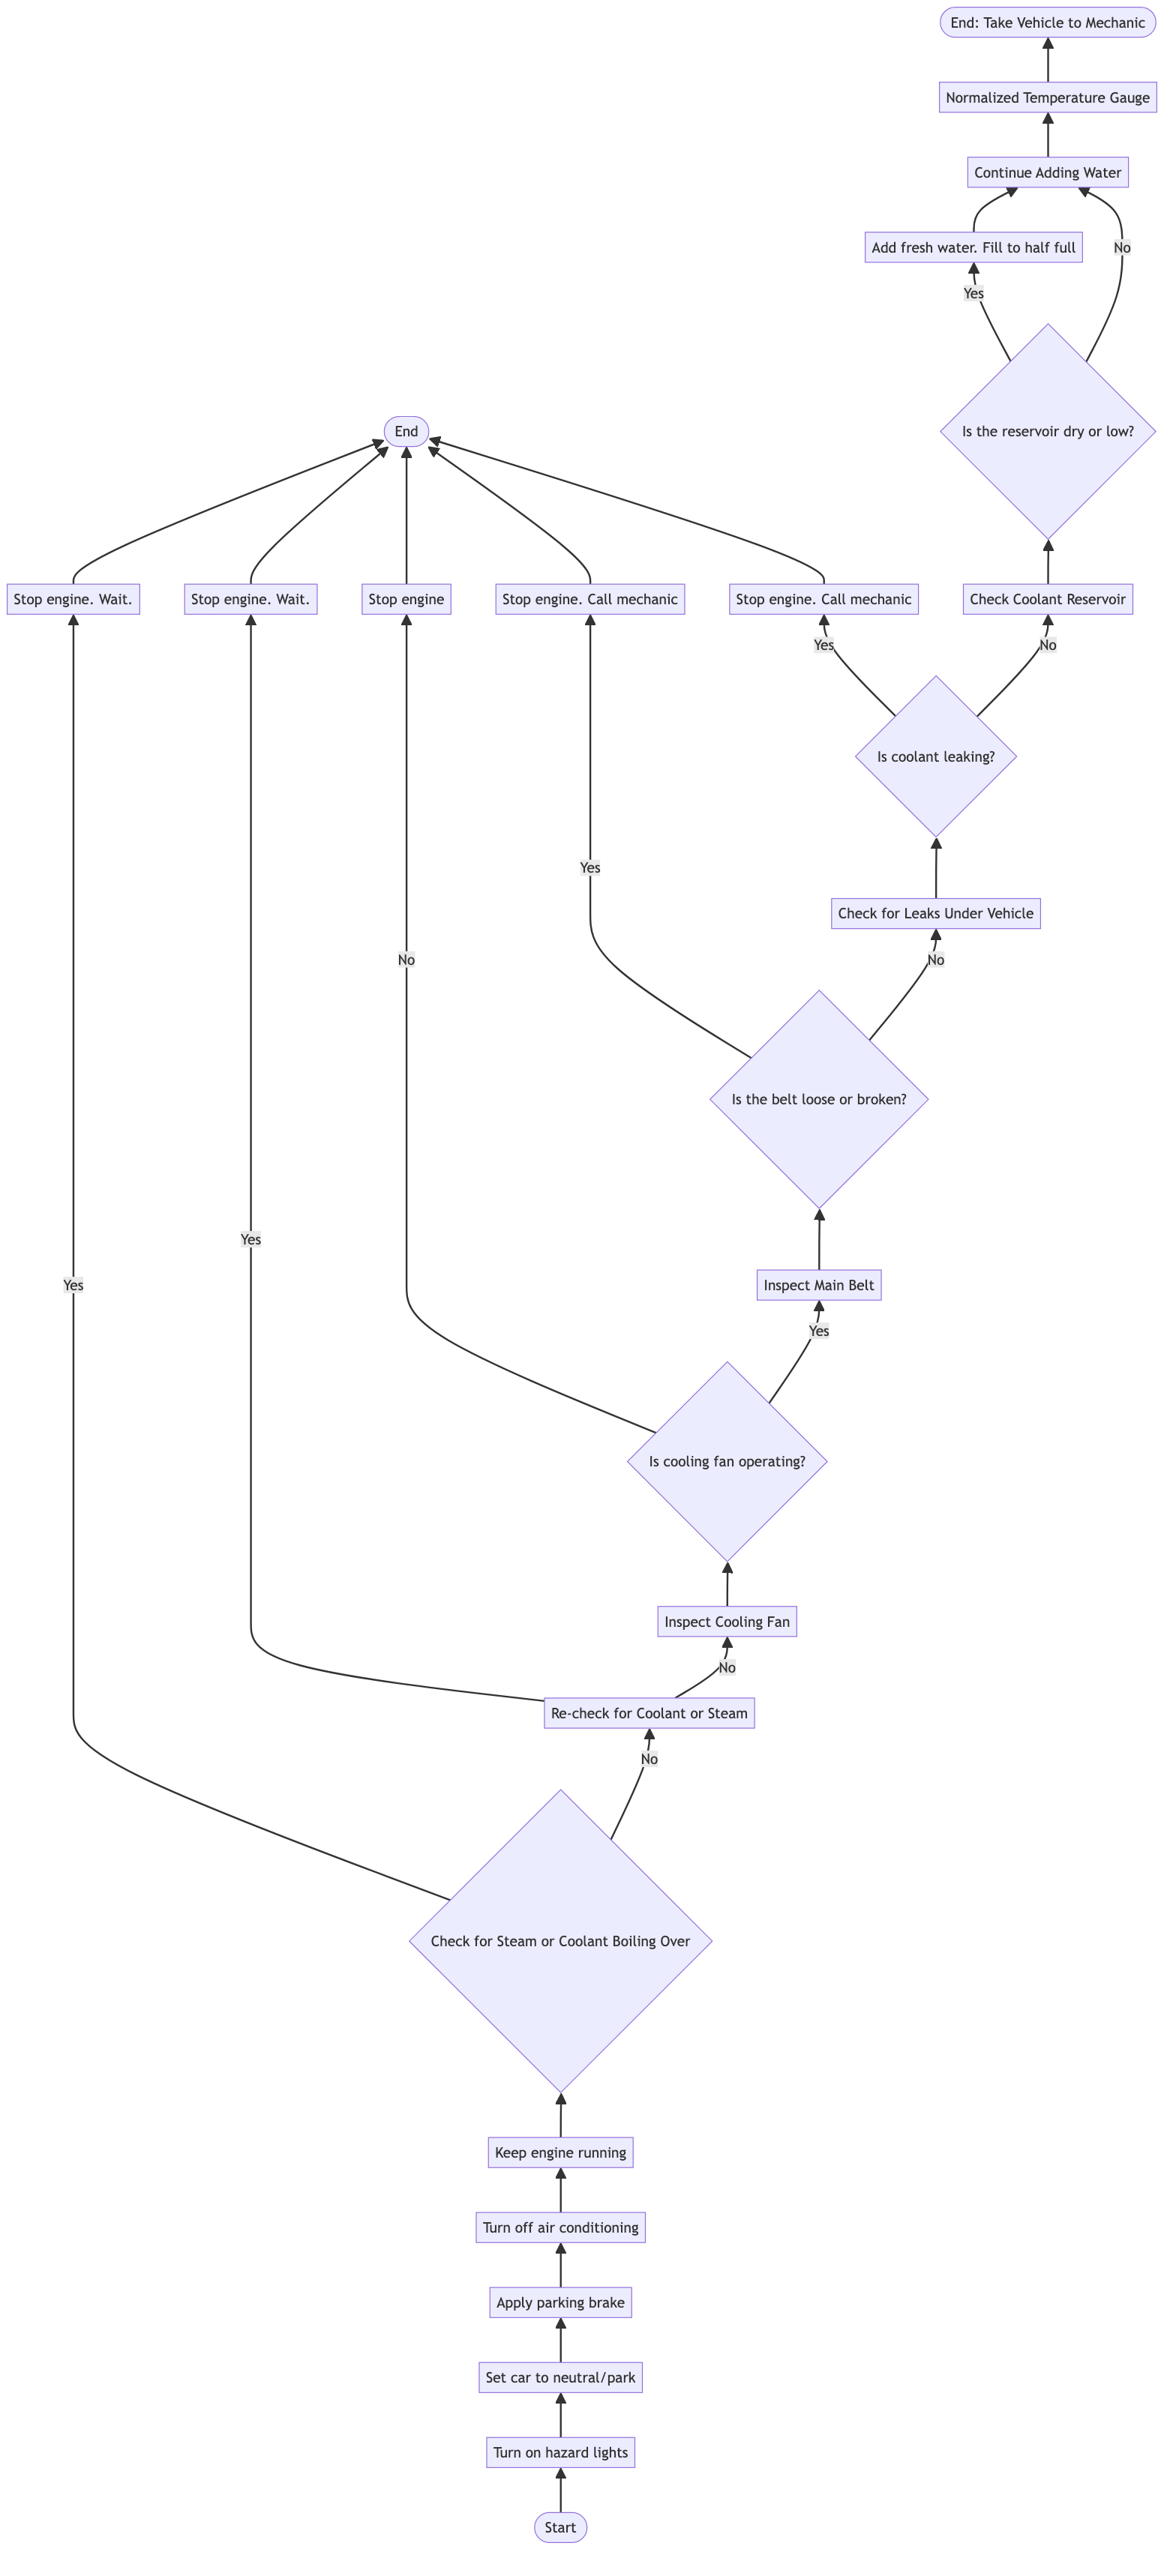 End: Take Vehicle to Mechanic
Normalized Temperature Gauge
Continue Adding Water
Add fresh water. Fill to half full
No
Yes
Is the reservoir dry or low?
End
Stop engine. Wait.
Stop engine. Wait.
Stop engine
Stop engine. Call mechanic
Stop engine. Call mechanic
Check Coolant Reservoir
Yes
No
Is coolant leaking?
Yes
Check for Leaks Under Vehicle
No
No
Is the belt loose or broken?
Yes
Yes
Inspect Main Belt
Yes
Is cooling fan operating?
Inspect Cooling Fan
No
Re-check for Coolant or Steam
No
Check for Steam or Coolant Boiling Over
Keep engine running
Turn off air conditioning
Apply parking brake
Set car to neutral/park
Turn on hazard lights
Start